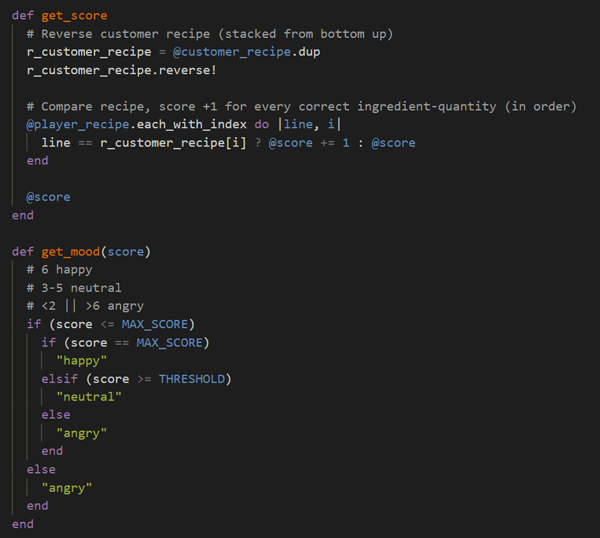 def get_score
  # Reverse customer recipe (stacked from bottom up)
  r_customer_recipe = @customer_recipe.dup
  r_customer_recipe.reverse!

  # Compare recipe, score +1 for every correct ingredient-quantity (in order)
  @player_recipe.each_with_index do |line, i|
    line == r_customer_recipe[i] ? @score += 1 : @score
  end

  @score
end

def get_mood(score)
  # 6 happy
  # 3-5 neutral
  # <2 || >6 angry
  if (score <= MAX_SCORE)
    if (score == MAX_SCORE)
      "happy"
    elsif (score >= THRESHOLD)
      "neutral"
    else
      "angry"
    end
  else
    "angry"
  end
end